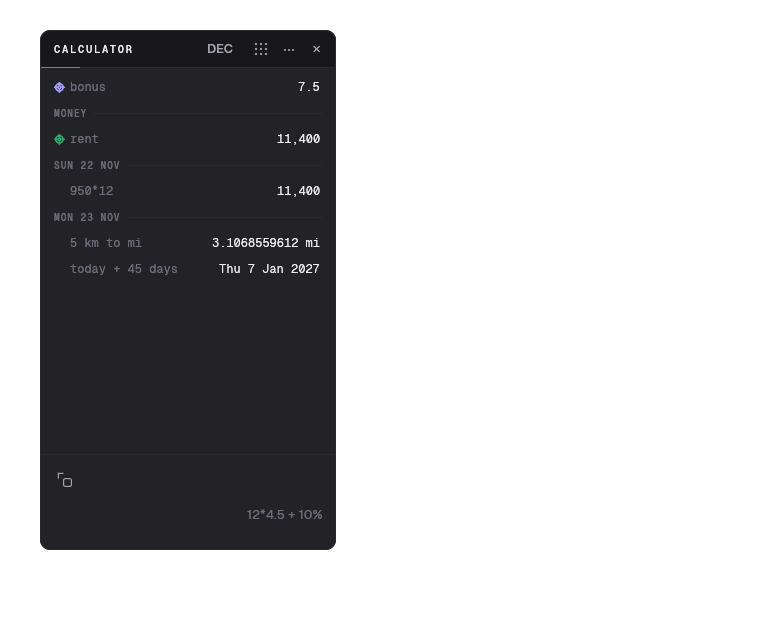 CALCULATOR DEC ... ×
bonus 7.5
MONEY
rent 11,400
SUN 22 NOV
950*12 11,400
MON 23 NOV
5 km to mi 3.1068559612 mi
today + 45 days Thu 7 Jan 2027
12*4.5 + 10%